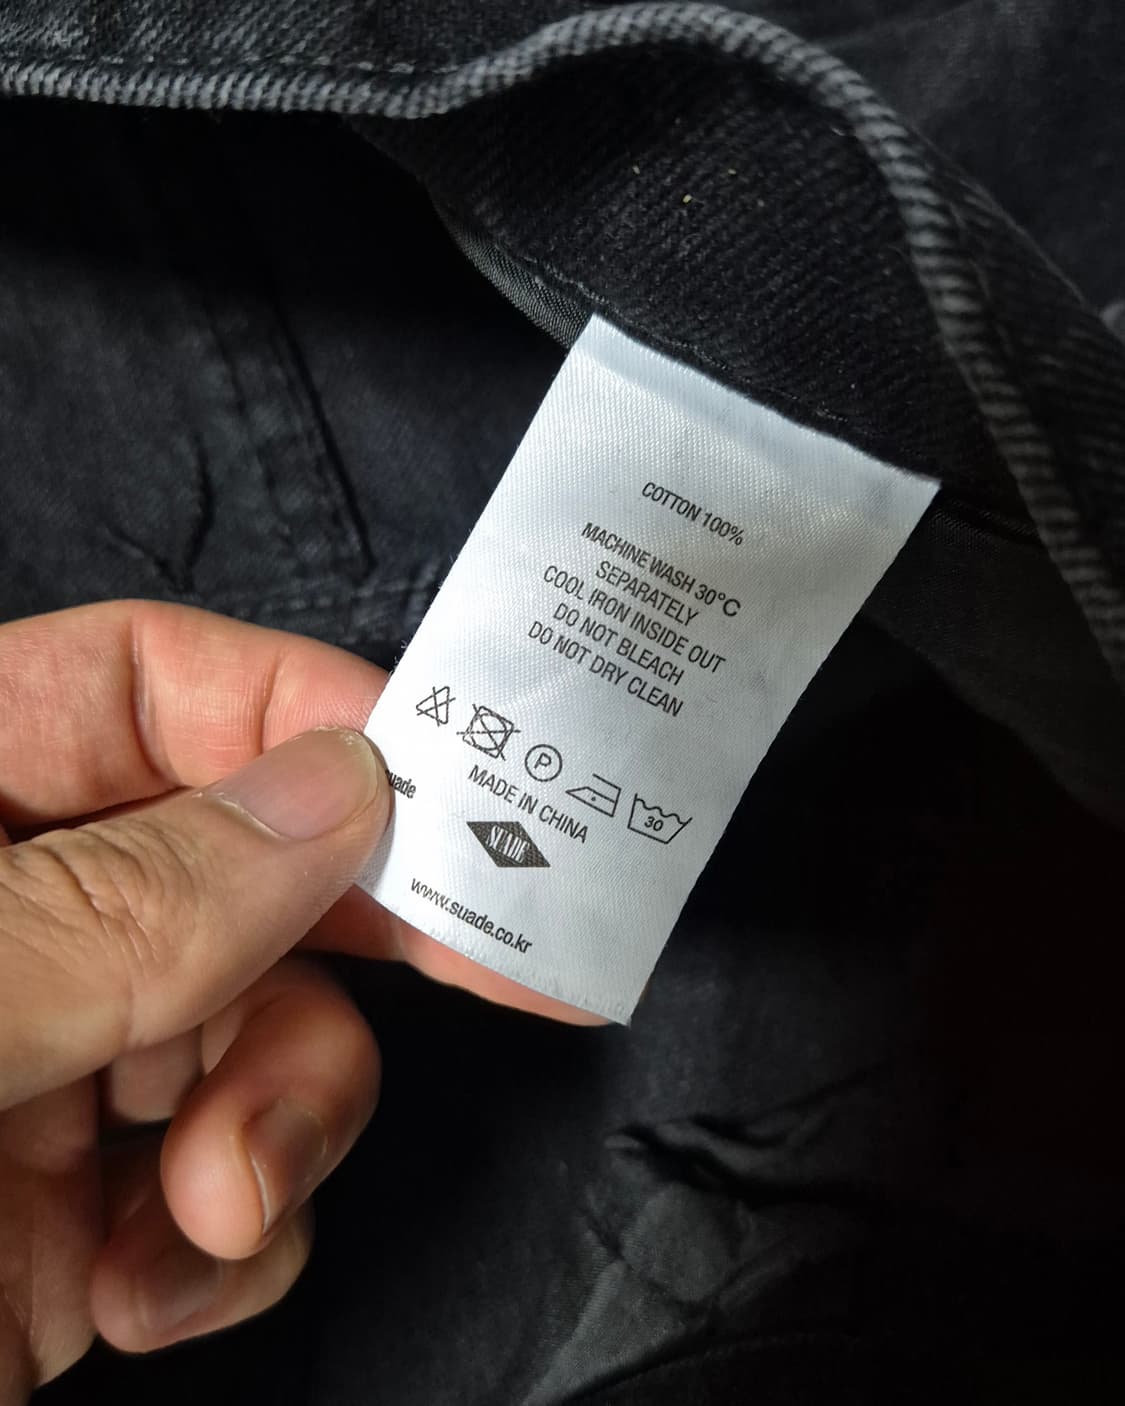 COTTON 100%
MACHINE WASH 30°C
SEPARATELY
COOL IRON INSIDE OUT
DO NOT BLEACH
DO NOT DRY CLEAN
P
30
MADE IN CHINA
SUADE
www.suade.co.kr